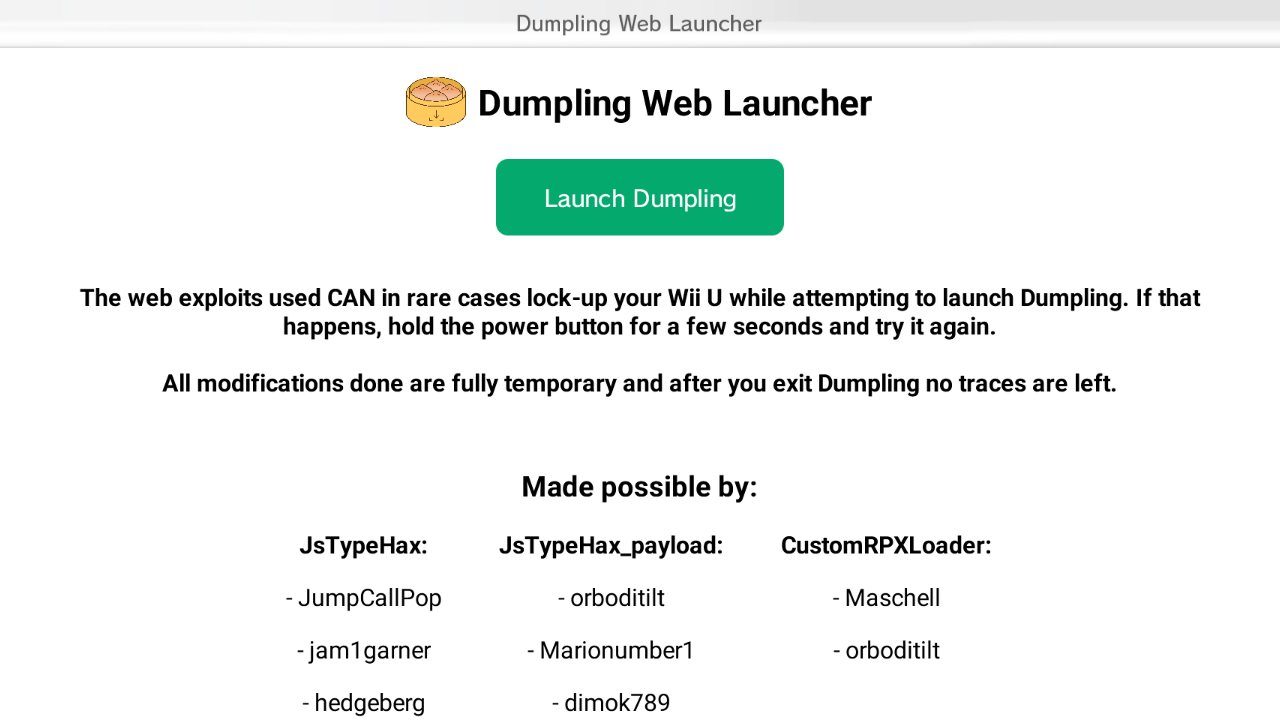 Dumpling Web Launcher
Dumpling Web Launcher
Launch Dumpling
The web exploits used CAN in rare cases lock-up your Wii U while attempting to launch Dumpling. If that
happens, hold the power button for a few seconds and try it again.
All modifications done are fully temporary and after you exit Dumpling no traces are left.
Made possible by:
JsTypeHax: JsTypeHax_payload: CustomRPXLoader:
- JumpCallPop - orboditilt - Maschell
- jam1garner - Marionumber1 - orboditilt
- hedgeberg - dimok789